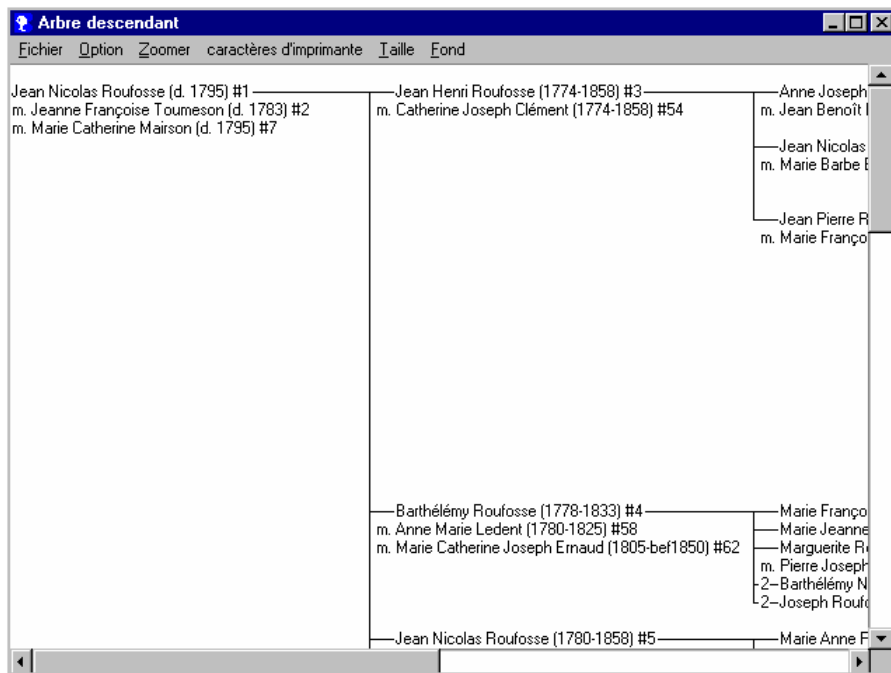 Arbre descendant
Fichier Option Zoomer caractères d'imprimante Taille Fond
Jean Nicolas Roufosse (d. 1795) #1
m. Jeanne Françoise Toumeson (d. 1783) #2
m. Marie Catherine Mairson (d. 1795) #7
Jean Henri Roufosse (1774-1858) #3
m. Catherine Joseph Clément (1774-1858) #54
Anne Joseph
m. Jean Benoît
Jean Nicolas
m. Marie Barbe
Jean Pierre R
m. Marie Franço
Barthélémy Roufosse (1778-1833) #4
m. Anne Marie Ledent (1780-1825) #58
m. Marie Catherine Joseph Ernaud (1805-bef1850) #62
Marie Franço
Marie Jeanne
Marguerite R
m. Pierre Joseph
2 Barthélémy N
2 Joseph Roufo
Jean Nicolas Roufosse (1780-1858) #5
Marie Anne F